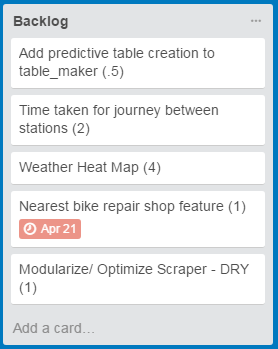 Backlog ...
Add predictive table creation to
table_maker (.5)
Time taken for journey between
stations (2)
Weather Heat Map (4)
Nearest bike repair shop feature (1)
Apr 21
Modularize/ Optimize Scraper - DRY
(1)
Add a card...